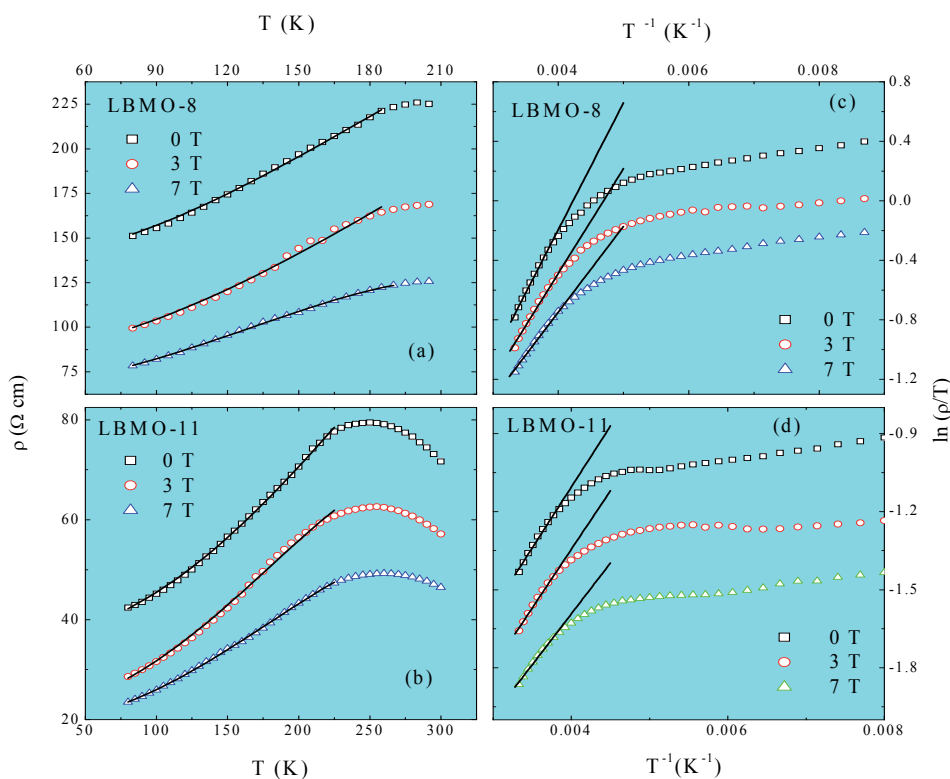 T (K)
T -1 (K-1)
60 90 120 150 180 210
0.004 0.006 0.008
225
200
175
150
125
100
75
LBMO-8
0 T
3 T
7 T
(a)
LBMO-8
(c)
0 T
3 T
7 T
0.8
0.4
0.0
-0.4
-0.8
-1.2
ρ (Ω cm)
ln (ρ/T)
80
60
40
20
LBMO-11
0 T
3 T
7 T
(b)
LBMO-11
(d)
0 T
3 T
7 T
-0.9
-1.2
-1.5
-1.8
50 100 150 200 250 300
0.004 0.006 0.008
T (K)
T-1(K-1)